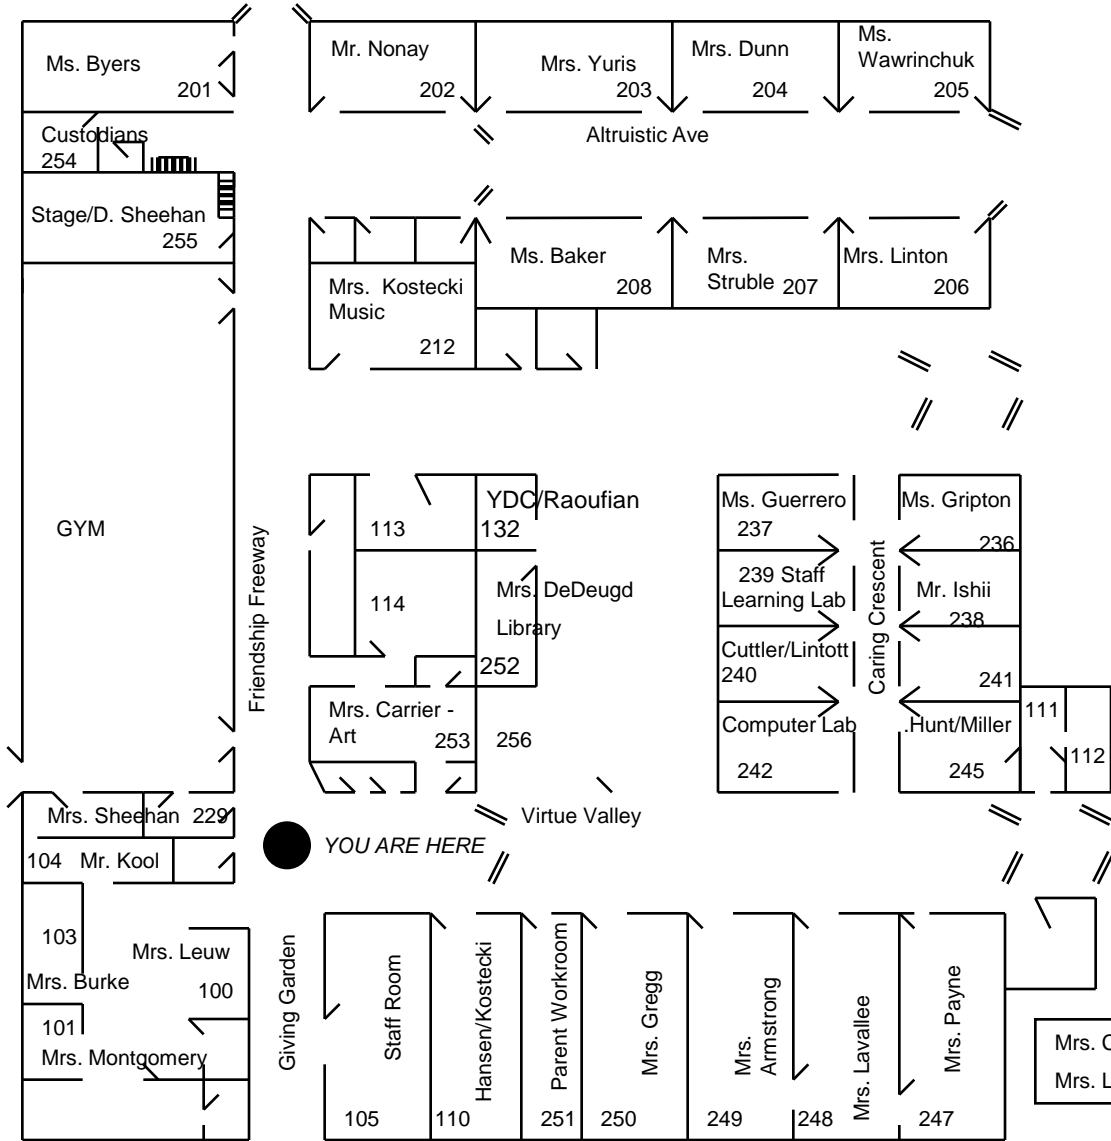 Ms. Byers
201
Mr. Nonay
202
Mrs. Yuris
203
Mrs. Dunn
204
Ms.
Wawrinchuk
205
Custodians
254
Altruistic Ave
Stage/D. Sheehan
255
Mrs. Kostecki
Music
212
Ms. Baker
208
Mrs.
Struble 207
Mrs. Linton
206
GYM
Friendship Freeway
113
YDC/Raoufian
132
114
Mrs. DeDeugd
Library
252
Mrs. Carrier -
Art
253
256
Ms. Guerrero
237
239 Staff
Learning Lab
Cuttler/Lintott
240
Computer Lab
242
Caring Crescent
Ms. Gripton
236
Mr. Ishii
238
241
.Hunt/Miller
245
111
112
Mrs. Sheehan 229
104 Mr. Kool
YOU ARE HERE
Virtue Valley
103
Mrs. Burke
Mrs. Leuw
100
101
Mrs. Montgomery
Giving Garden
Staff Room
105
Hansen/Kostecki
110
Parent Workroom
251
Mrs. Gregg
250
Mrs.
Armstrong
249
Mrs. Lavallee
248
Mrs. Payne
247
Mrs.
Mrs.